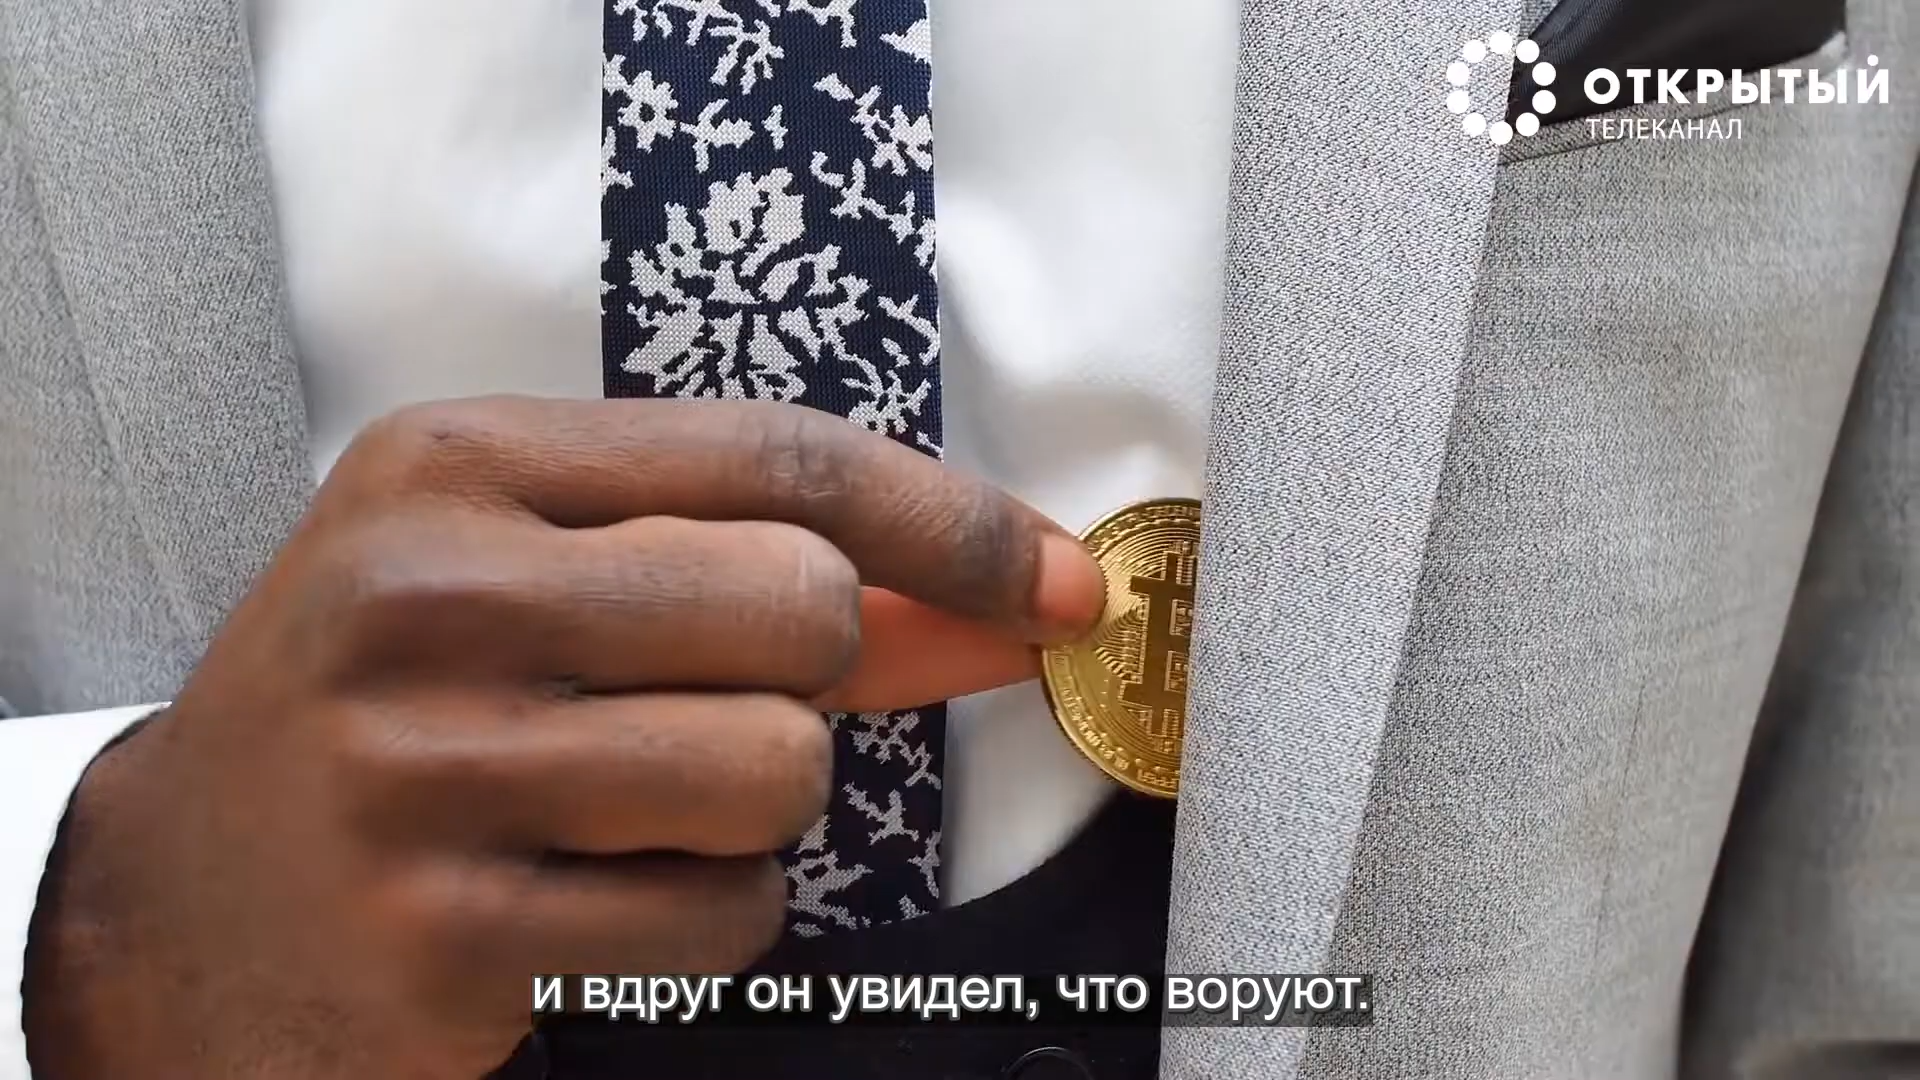 ОТКРЫТЫЙ
ТЕЛЕКАНАЛ
и вдруг он увидел, что воруют.